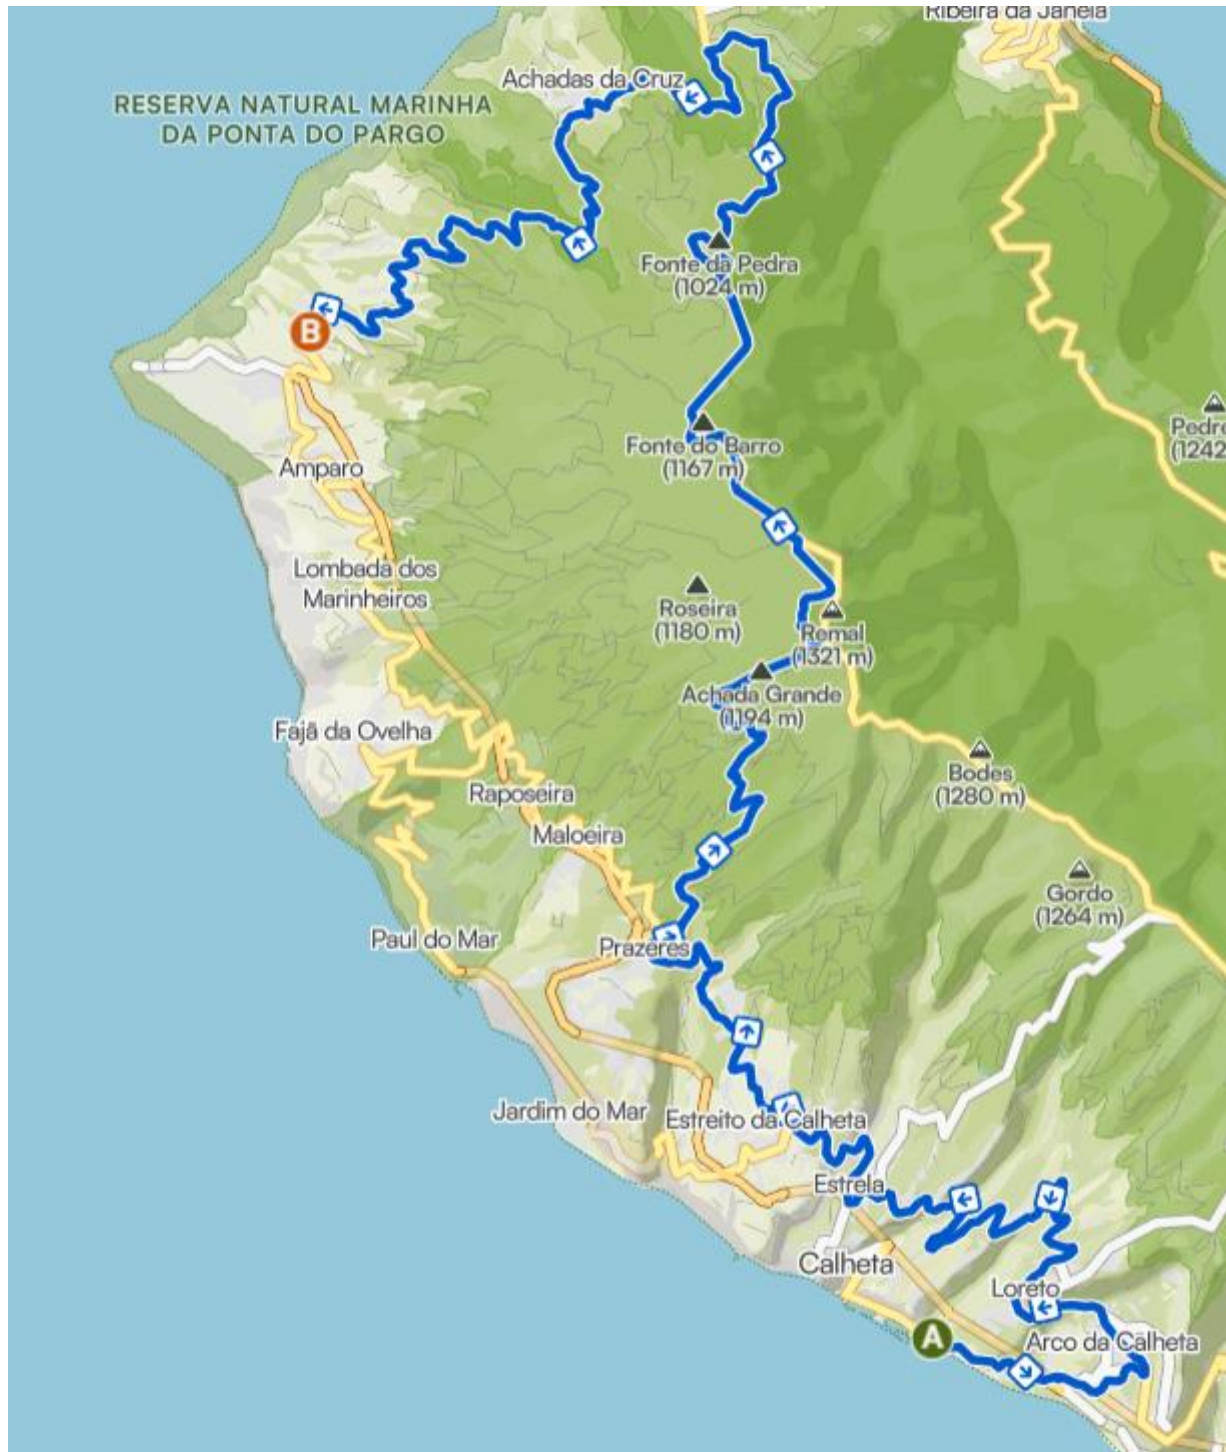 Ribeira da Janela
Achadas da Cruz
RESERVA NATURAL MARINHA
DA PONTA DO PARGO
Fonte da Pedra
(1024 m)
B
Pedre
(1242
Fonte do Barro
(1167 m)
Amparo
Lombada dos
Marinheiros
Roseira
(1180 m)
Remal
(1321 m)
Achada Grande
(1194 m)
Fajã da Ovelha
Bodes
(1280 m)
Raposeira
Maloeira
Gordo
(1264 m)
Paul do Mar
Prazeres
Jardim do Mar
Estreito da Calheta
Estrela
Calheta
Loreto
A
Arco da Calheta